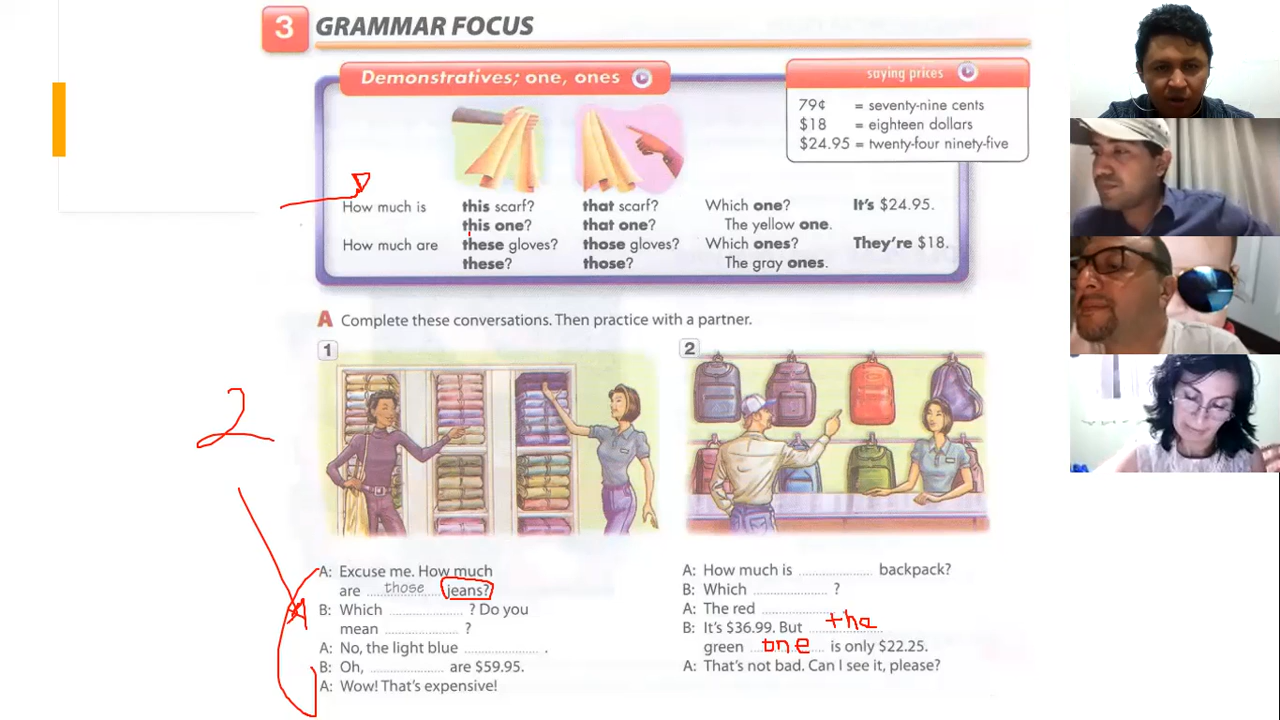 3 GRAMMAR FOCUS
Demonstratives; one, ones
saying prices
79¢ = seventy-nine cents
$18 = eighteen dollars
$24.95 = twenty-four ninety-five
How much is this scarf? that scarf? Which one? It's $24.95.
this one? that one? The yellow one.
How much are these gloves? those gloves? Which ones? They're $18.
these? those? The gray ones.
A Complete these conversations. Then practice with a partner.
1
2
2
A: Excuse me. How much
are those jeans?
B: Which ............ ? Do you
mean ............ ?
A: No, the light blue ............ .
B: Oh, ............ are $59.95.
A: Wow! That's expensive!
A: How much is ............ backpack?
B: Which ............ ?
A: The red ............ .
B: It's $36.99. But tha
green one is only $22.25.
A: That's not bad. Can I see it, please?